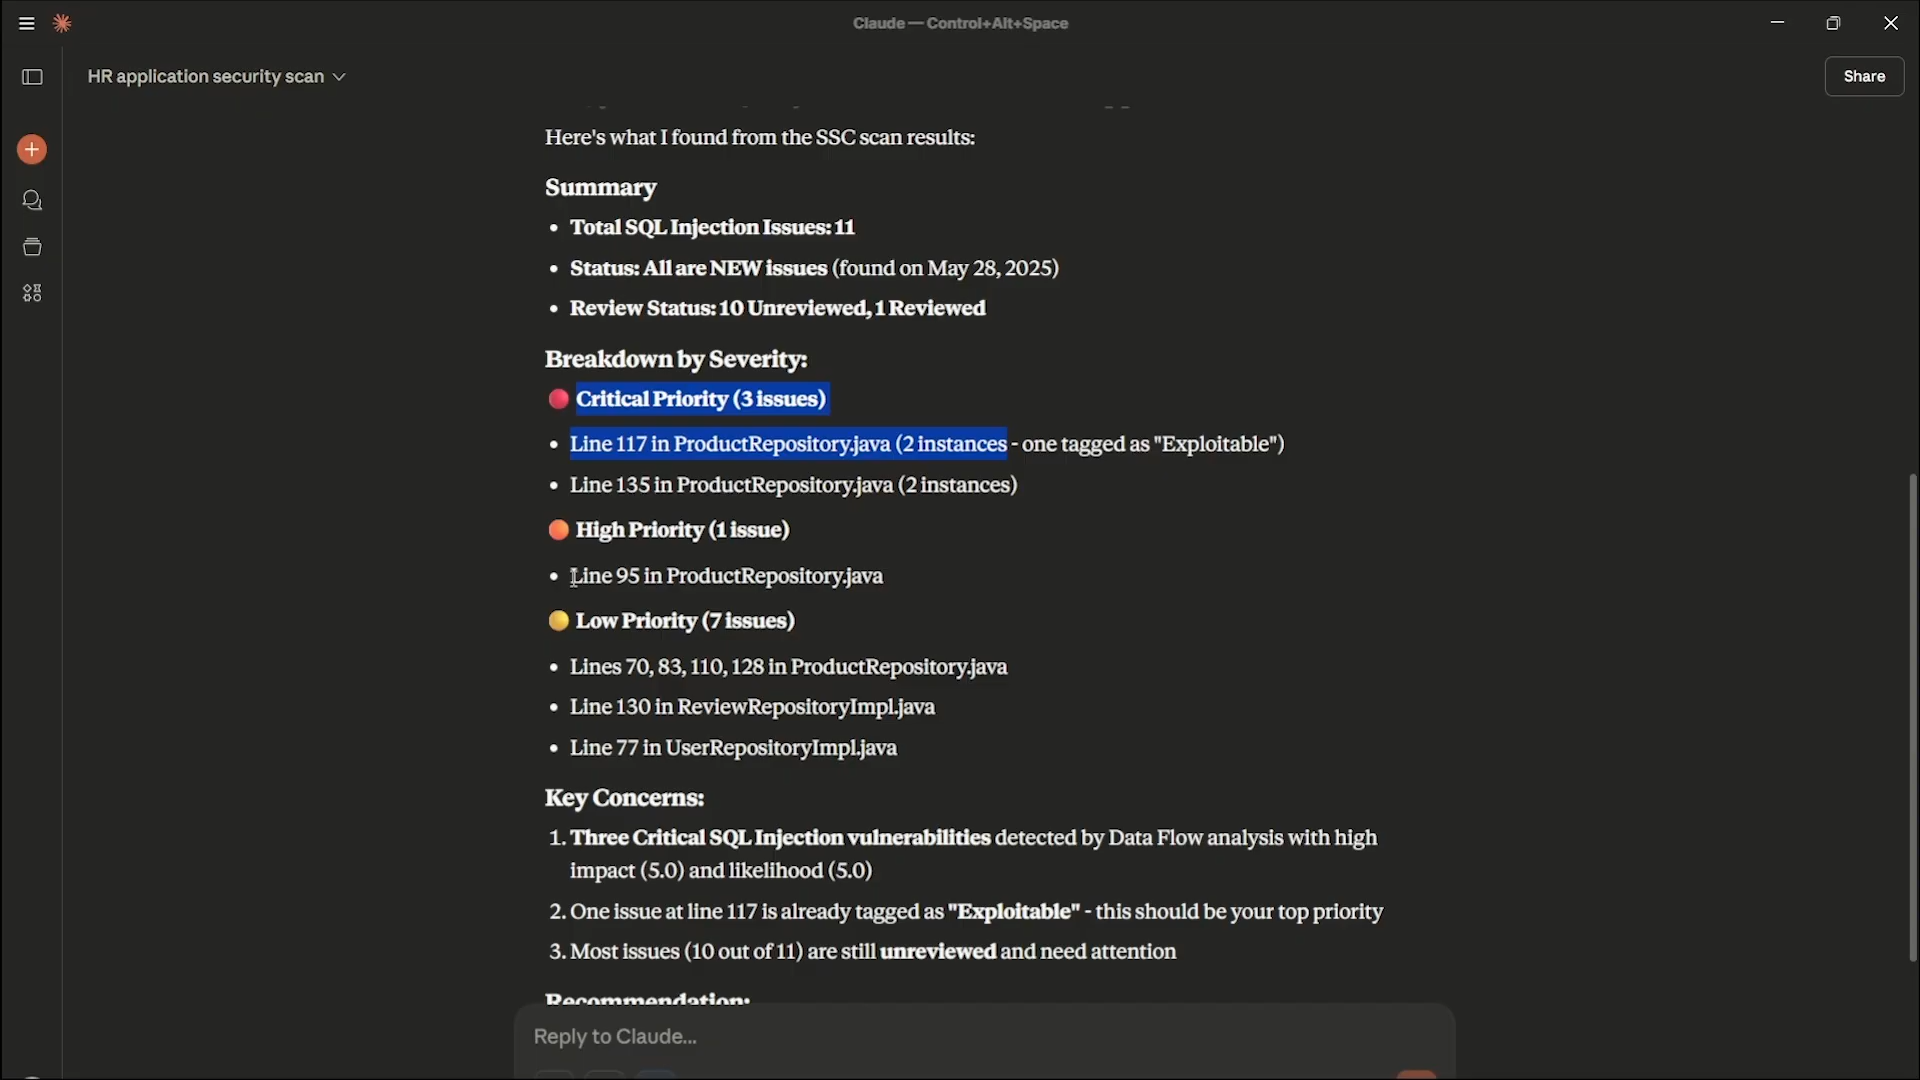 Claude — Control+Alt+Space
HR application security scan
Share
Here's what I found from the SSC scan results:
Summary
• Total SQL Injection Issues: 11
• Status: All are NEW issues (found on May 28, 2025)
• Review Status: 10 Unreviewed, 1 Reviewed
Breakdown by Severity:
Critical Priority (3 issues)
• Line 117 in ProductRepository.java (2 instances - one tagged as "Exploitable")
• Line 135 in ProductRepository.java (2 instances)
High Priority (1 issue)
• Line 95 in ProductRepository.java
Low Priority (7 issues)
• Lines 70, 83, 110, 128 in ProductRepository.java
• Line 130 in ReviewRepositoryImpl.java
• Line 77 in UserRepositoryImpl.java
Key Concerns:
1. Three Critical SQL Injection vulnerabilities detected by Data Flow analysis with high
impact (5.0) and likelihood (5.0)
2. One issue at line 117 is already tagged as "Exploitable" - this should be your top priority
3. Most issues (10 out of 11) are still unreviewed and need attention
Recommendation:
Reply to Claude...